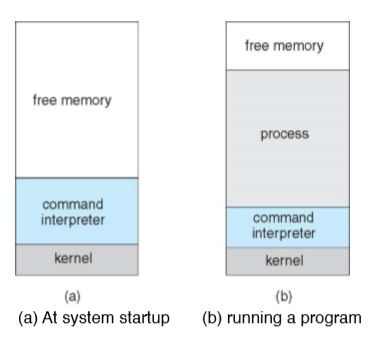 free memory
command
interpreter
kernel
(a)
(a) At system startup
free memory
process
command
interpreter
kernel
(b)
(b) running a program